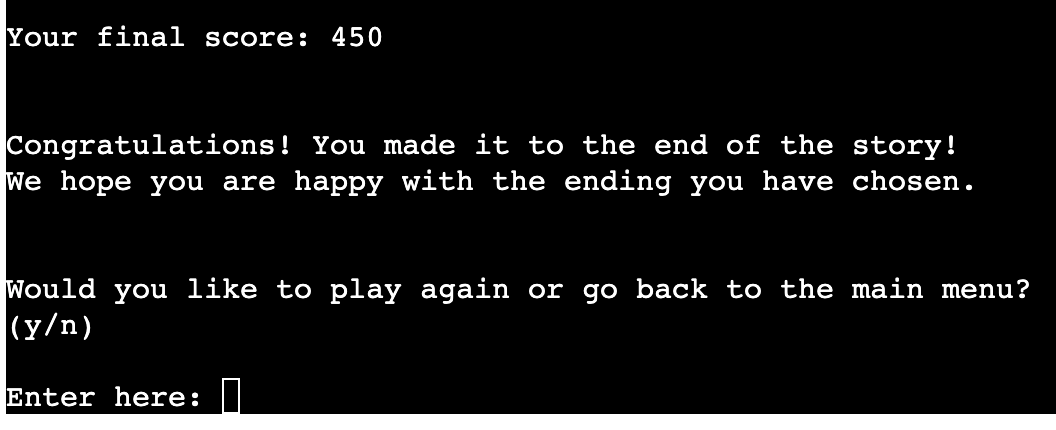 Your final score: 450
Congratulations! You made it to the end of the story!
We hope you are happy with the ending you have chosen.
Would you like to play again or go back to the main menu?
(y/n)
Enter here: